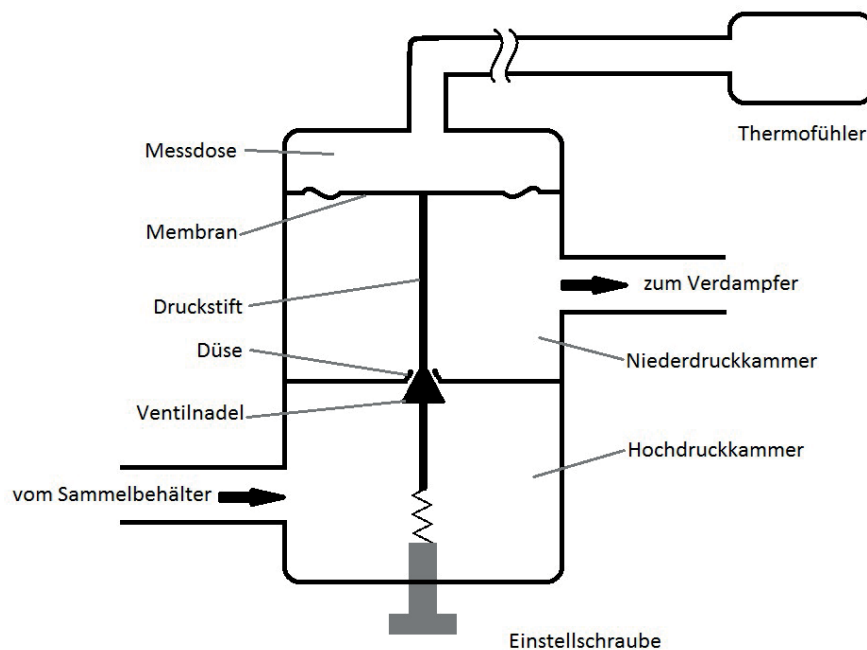 Thermofühler
Messdose
Membran
zum Verdampfer
Druckstift
Düse
Niederdruckkammer
Ventilnadel
Hochdruckkammer
vom Sammelbehälter
Einstellschraube